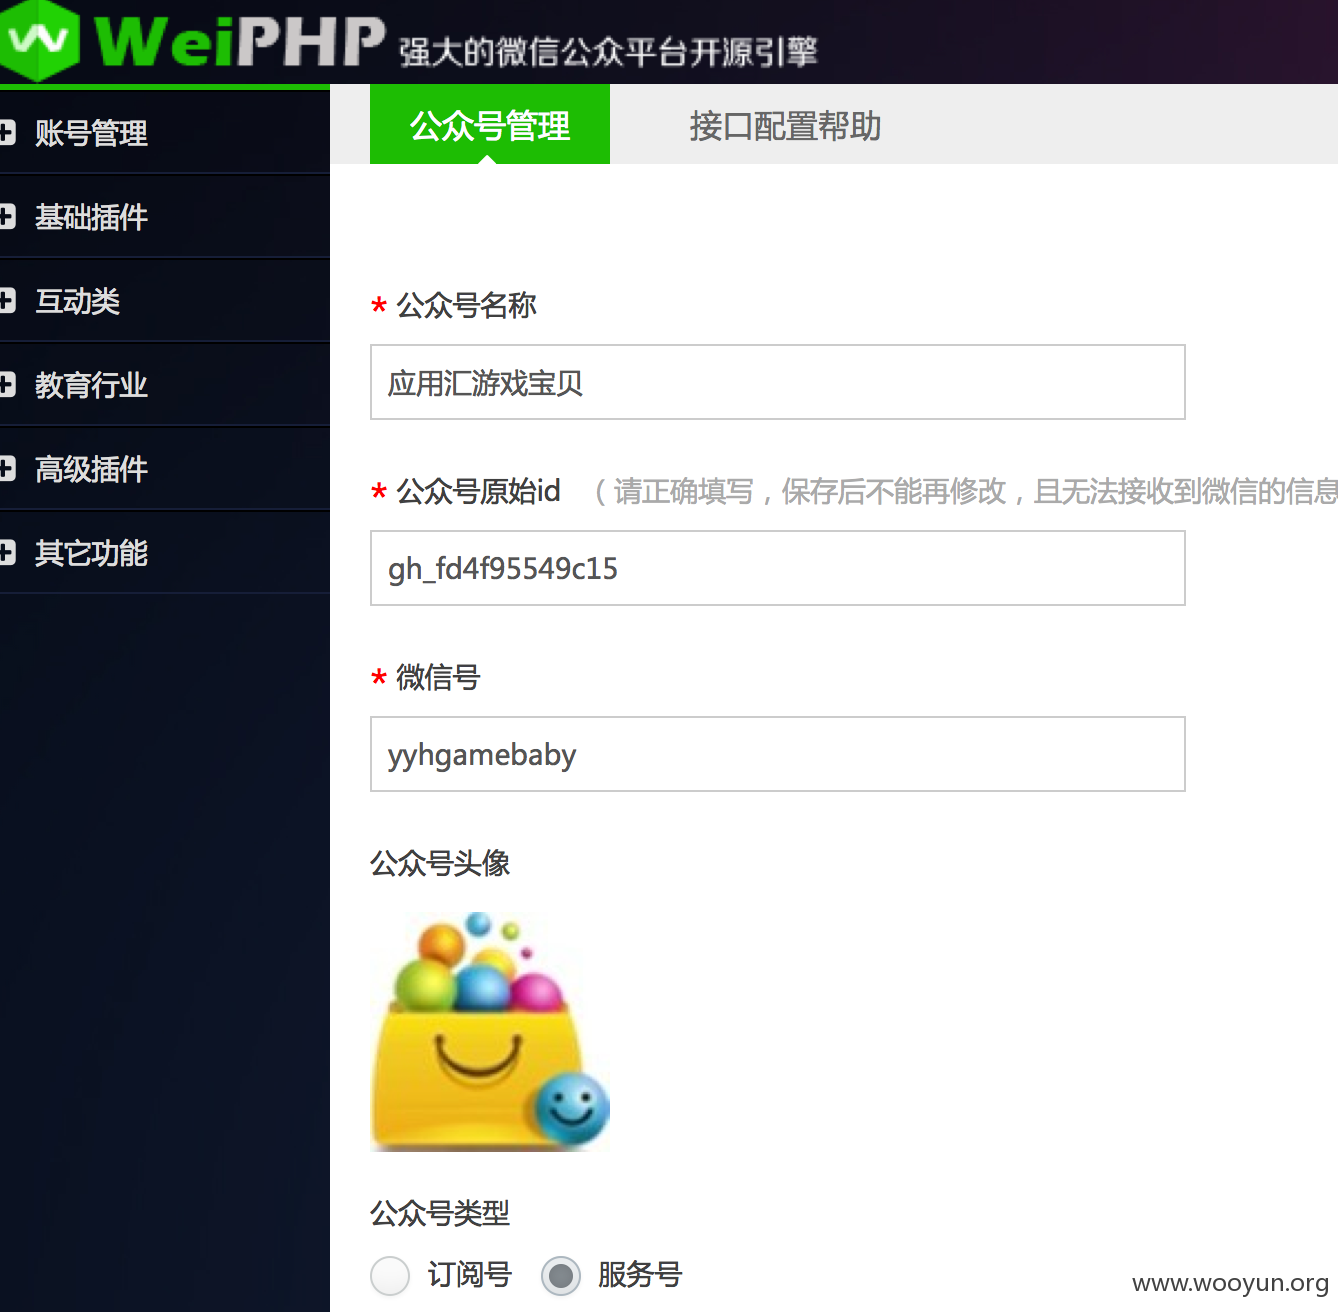 WeiPHP 强大的微信公众平台开源引擎
账号管理
基础插件
互动类
教育行业
高级插件
其它功能
公众号管理
接口配置帮助
* 公众号名称
应用汇游戏宝贝
* 公众号原始id （请正确填写，保存后不能再修改，且无法接收到微信的信息
gh_fd4f95549c15
* 微信号
yyhgamebaby
公众号头像
公众号类型
订阅号 服务号
www.wooyun.org